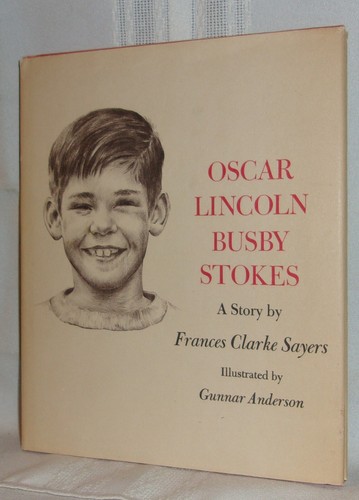 OSCAR
LINCOLN
BUSBY
STOKES
A Story by
Frances Clarke Sayers
Illustrated by
Gunnar Anderson